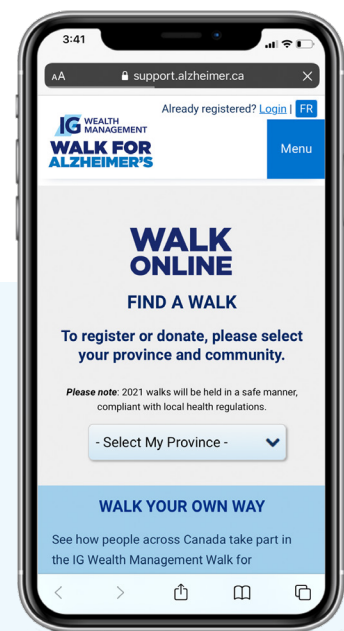 3:41
AA support.alzheimer.ca
Already registered? Login | FR
IG WEALTH
MANAGEMENT
WALK FOR
ALZHEIMER'S
Menu
WALK
ONLINE
FIND A WALK
To register or donate, please select
your province and community.
Please note: 2021 walks will be held in a safe manner,
compliant with local health regulations.
- Select My Province -
WALK YOUR OWN WAY
See how people across Canada take part in
the IG Wealth Management Walk for